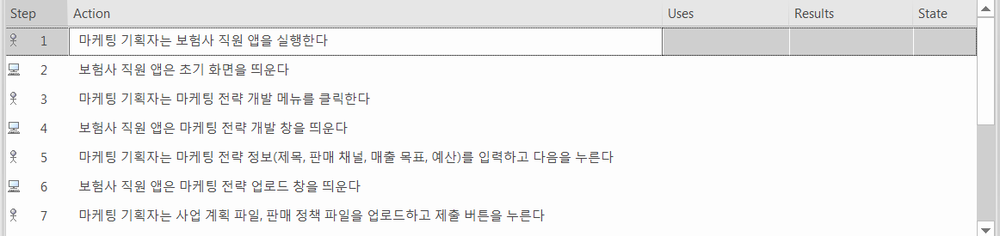 Step Action Uses Results State
1 마케팅 기획자는 보험사 직원 앱을 실행한다
2 보험사 직원 앱은 초기 화면을 띄운다
3 마케팅 기획자는 마케팅 전략 개발 메뉴를 클릭한다
4 보험사 직원 앱은 마케팅 전략 개발 창을 띄운다
5 마케팅 기획자는 마케팅 전략 정보(제목, 판매 채널, 매출 목표, 예산)를 입력하고 다음을 누른다
6 보험사 직원 앱은 마케팅 전략 업로드 창을 띄운다
7 마케팅 기획자는 사업 계획 파일, 판매 정책 파일을 업로드하고 제출 버튼을 누른다